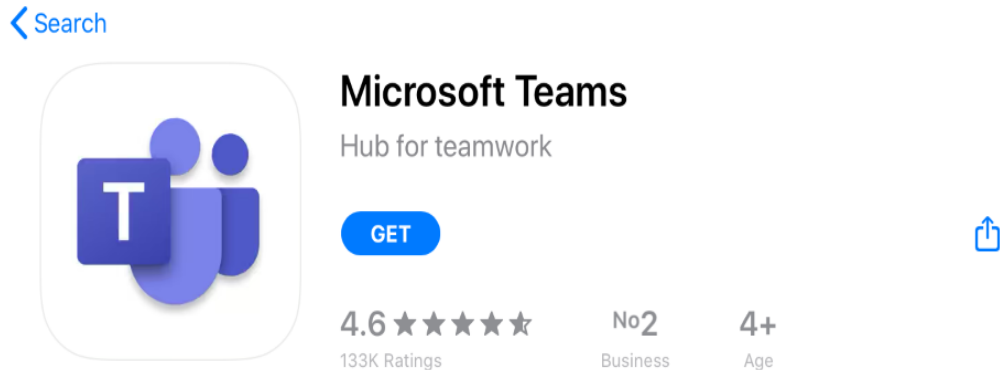 Search
Microsoft Teams
Hub for teamwork
T
GET
4.6 No2 4+
133K Ratings Business Age